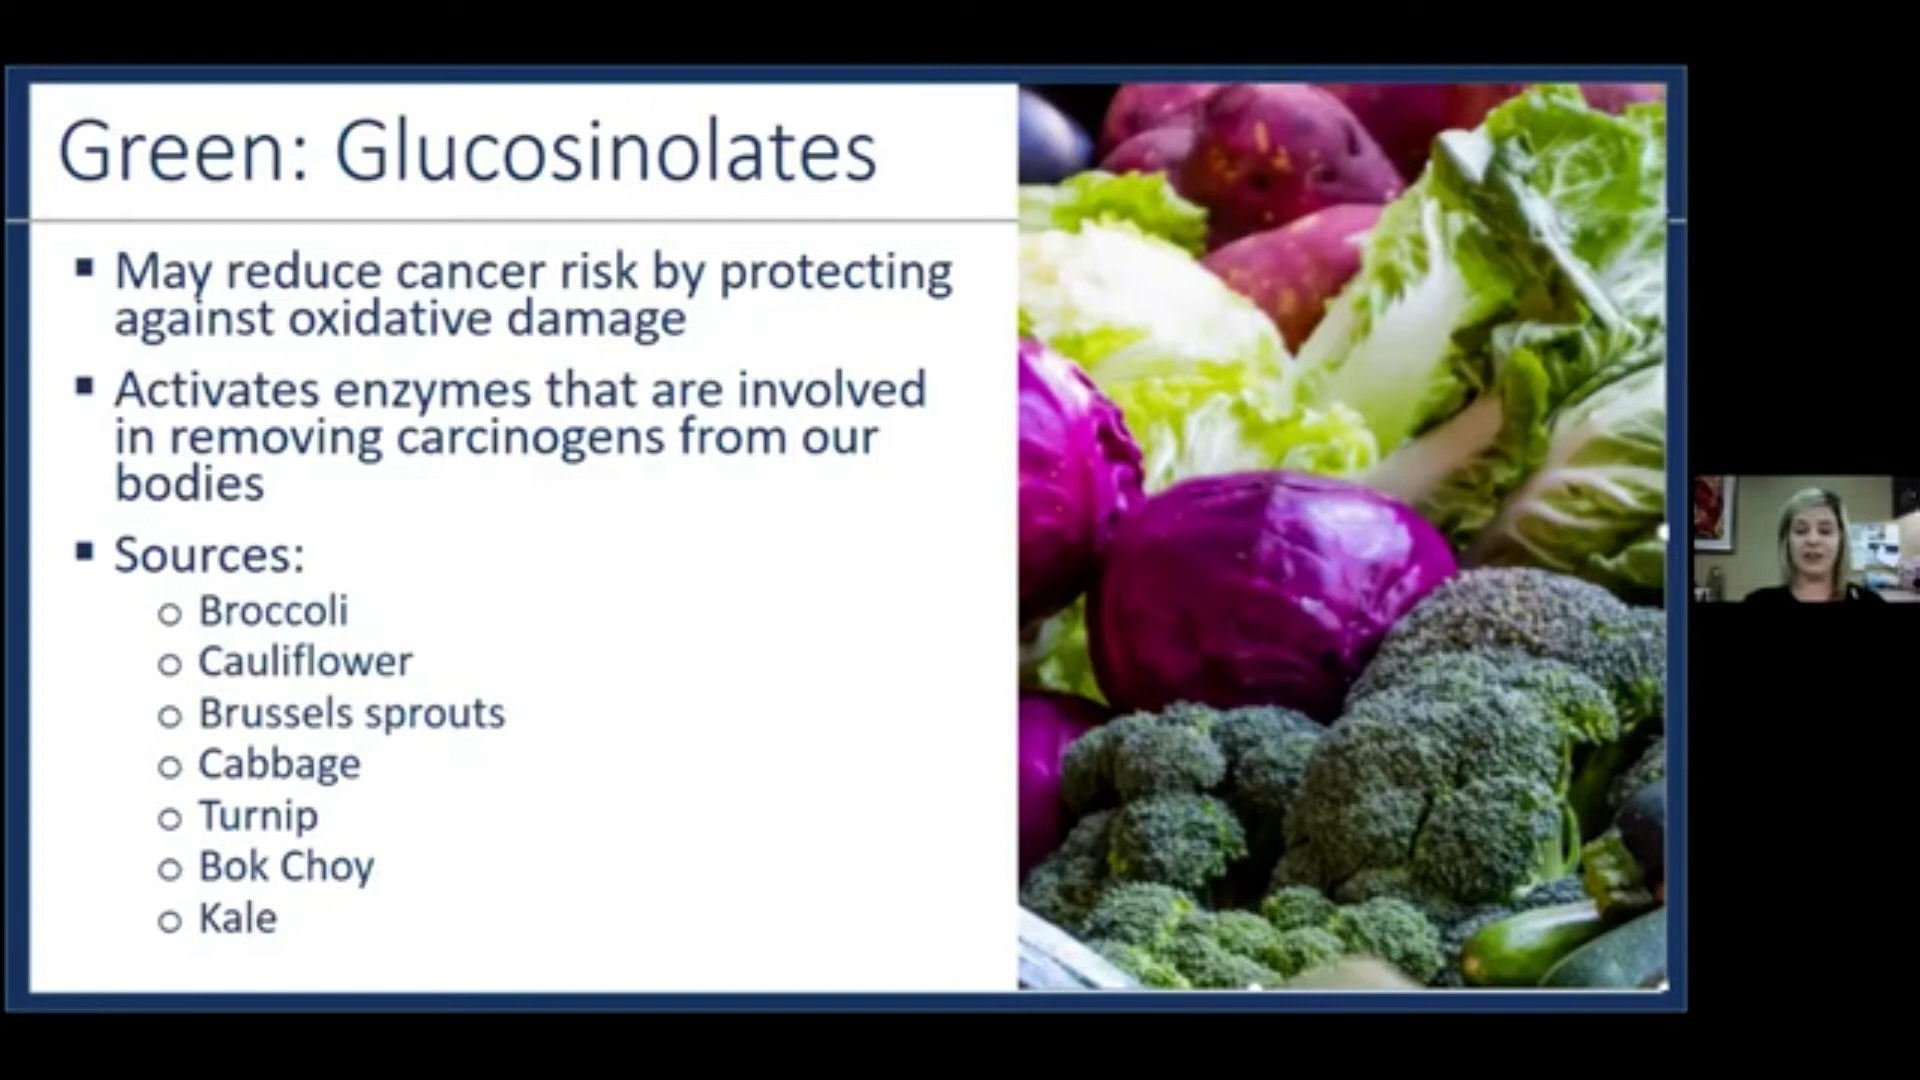 Green: Glucosinolates
▪ May reduce cancer risk by protecting
against oxidative damage
▪ Activates enzymes that are involved
in removing carcinogens from our
bodies
▪ Sources:
o Broccoli
o Cauliflower
o Brussels sprouts
o Cabbage
o Turnip
o Bok Choy
o Kale